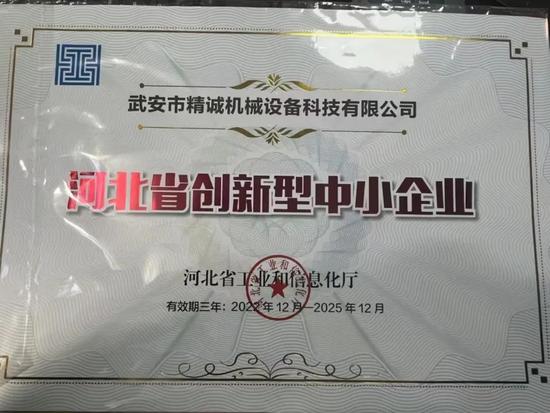 武安市精诚机械设备科技有限公司
河北省创新型中小企业
河北省工业和信息化厅
有效期三年：2022年12月—2025年12月